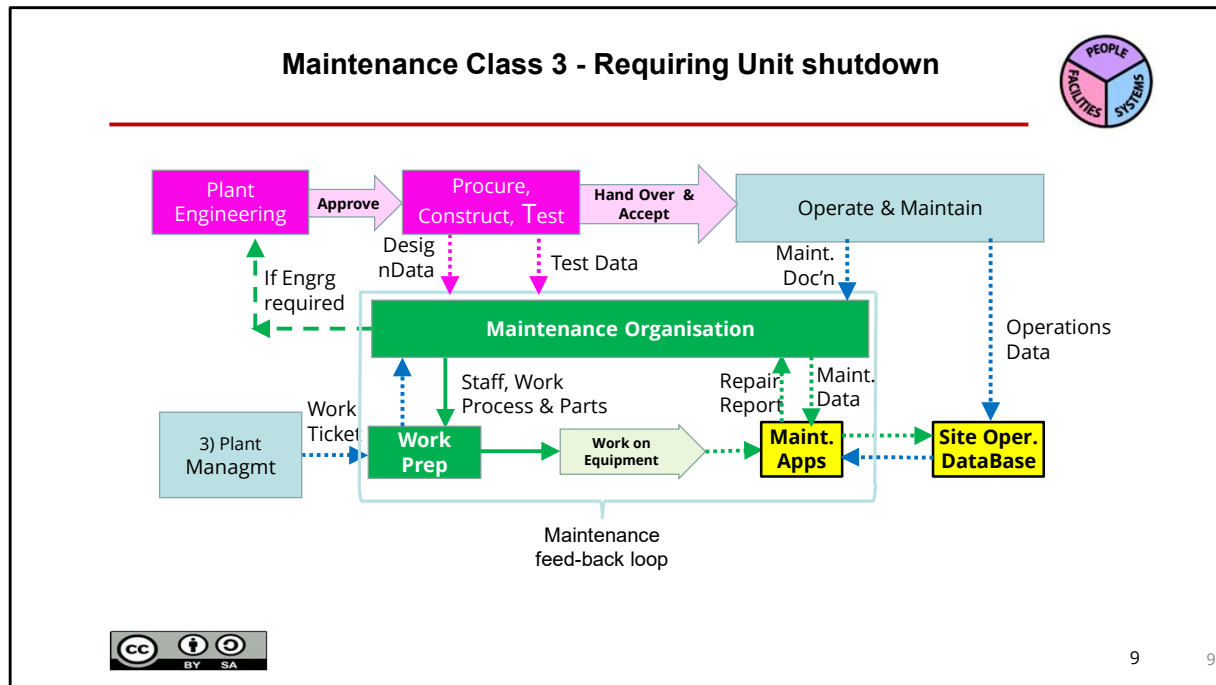 Maintenance Class 3 - Requiring Unit shutdown
PEOPLE
FACILITIES
SYSTEMS
Plant
Engineering
Approve
Procure,
Construct, Test
Hand Over &
Accept
Operate & Maintain
Desig
nData
Test Data
Maint.
Doc'n
If Engrg
required
Maintenance Organisation
Operations
Data
Staff, Work
Process & Parts
Repair
Report
Maint.
Data
3) Plant
Managmt
Work
Ticket
Work
Prep
Work on
Equipment
Maint.
Apps
Site Oper.
DataBase
Maintenance
feed-back loop
cc
BY SA
9
9